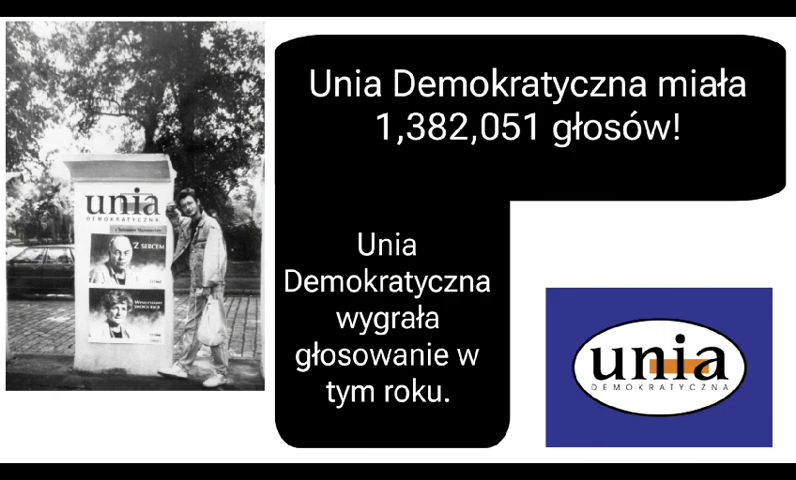 Unia Demokratyczna miała
1,382,051 głosów!
unia
DEMOKRATYCZNA
Z SERCEM
Unia
Demokratyczna
wygrała
głosowanie w
tym roku.
unia
DEMOKRATYCZNA